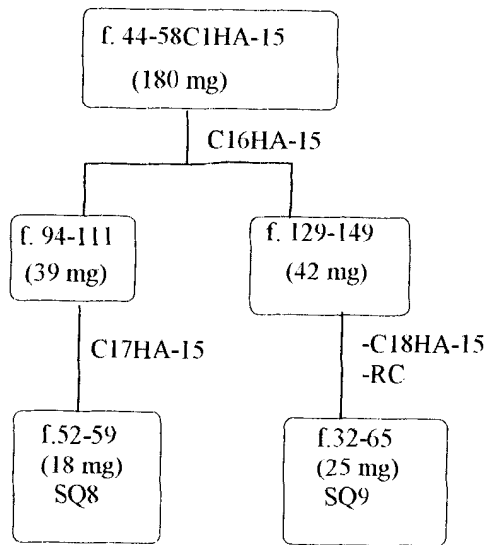 f. 44-58C1HA-15
(180 mg)
C16HA-15
f. 94-111
(39 mg)
f. 129-149
(42 mg)
C17HA-15
-C18HA-15
-RC
f.52-59
(18 mg)
SQ8
f.32-65
(25 mg)
SQ9